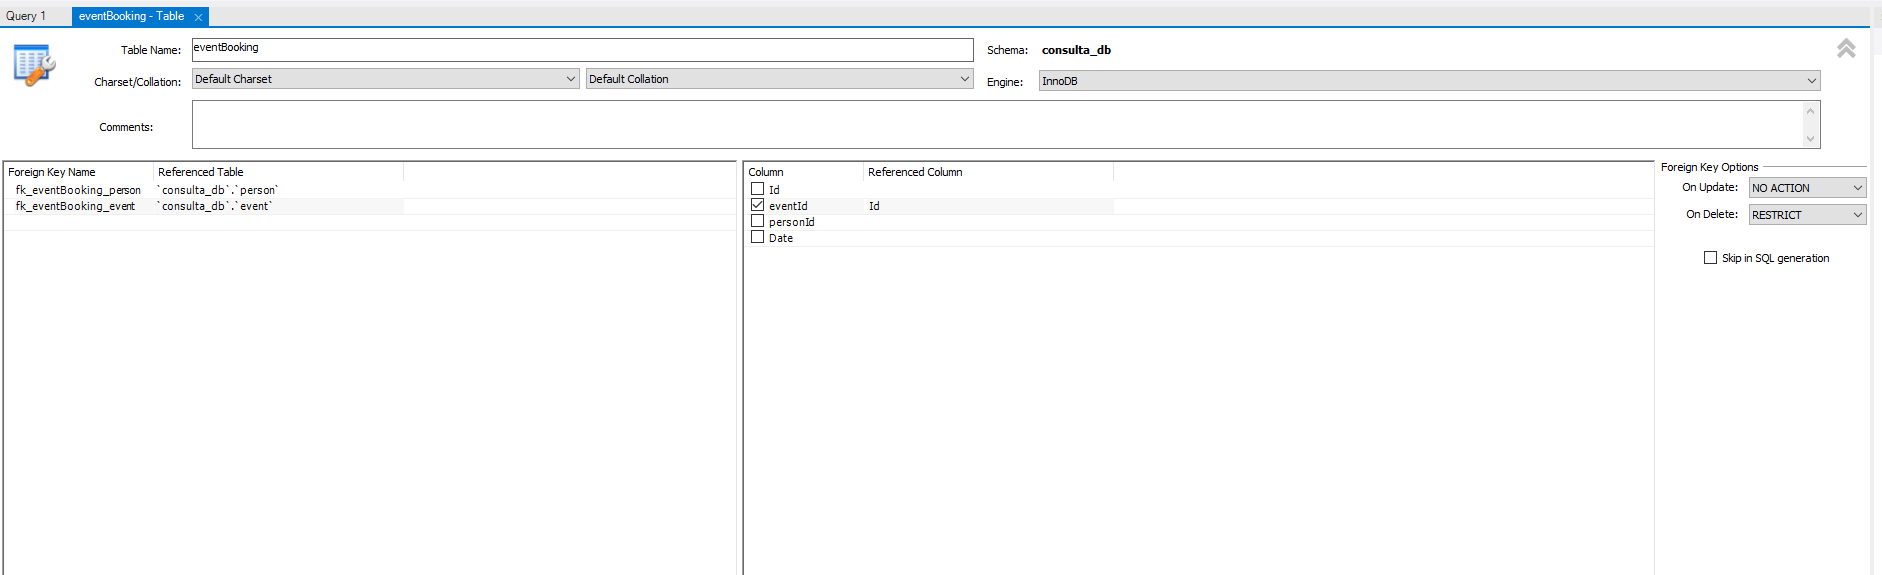 Query 1
eventBooking - Table
Table Name: eventBooking Schema: consulta_db
Charset/Collation: Default Charset Default Collation Engine: InnoDB
Comments:
Foreign Key Name Referenced Table
fk_eventBooking_person `consulta_db`.`person`
fk_eventBooking_event `consulta_db`.`event`
Column Referenced Column
Id
eventId Id
personId
Date
Foreign Key Options
On Update: NO ACTION
On Delete: RESTRICT
Skip in SQL generation